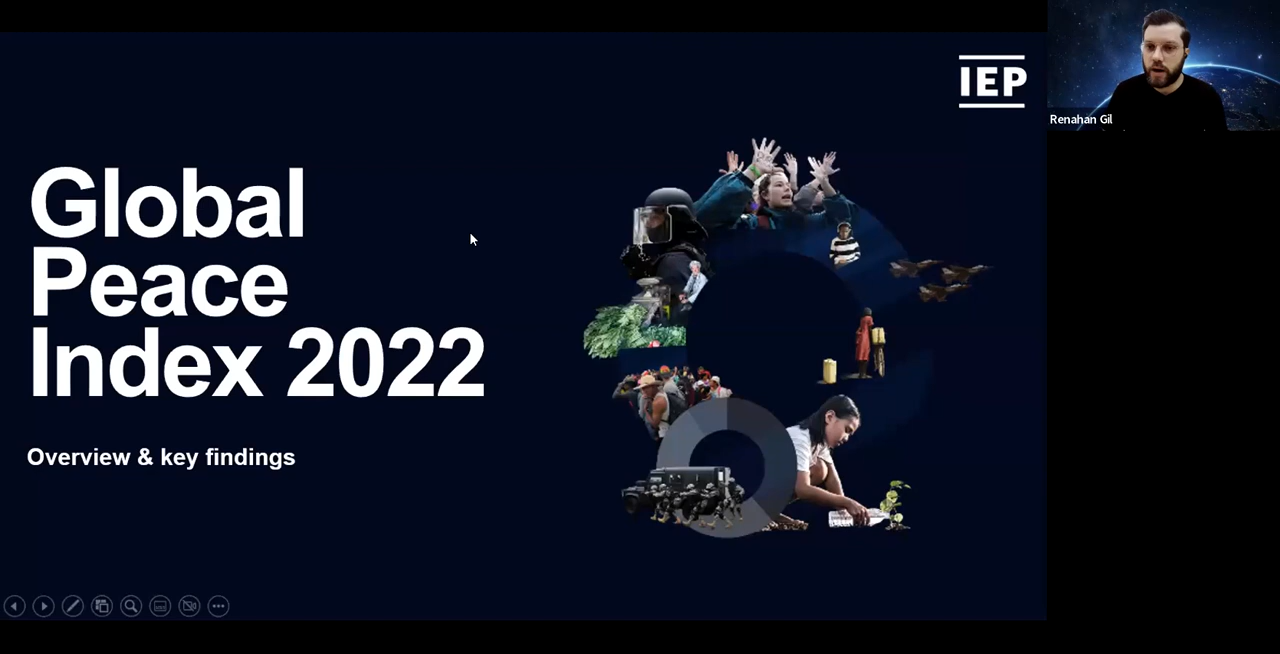 IEP
Global
Peace
Index 2022
Overview & key findings
Renahan Gil